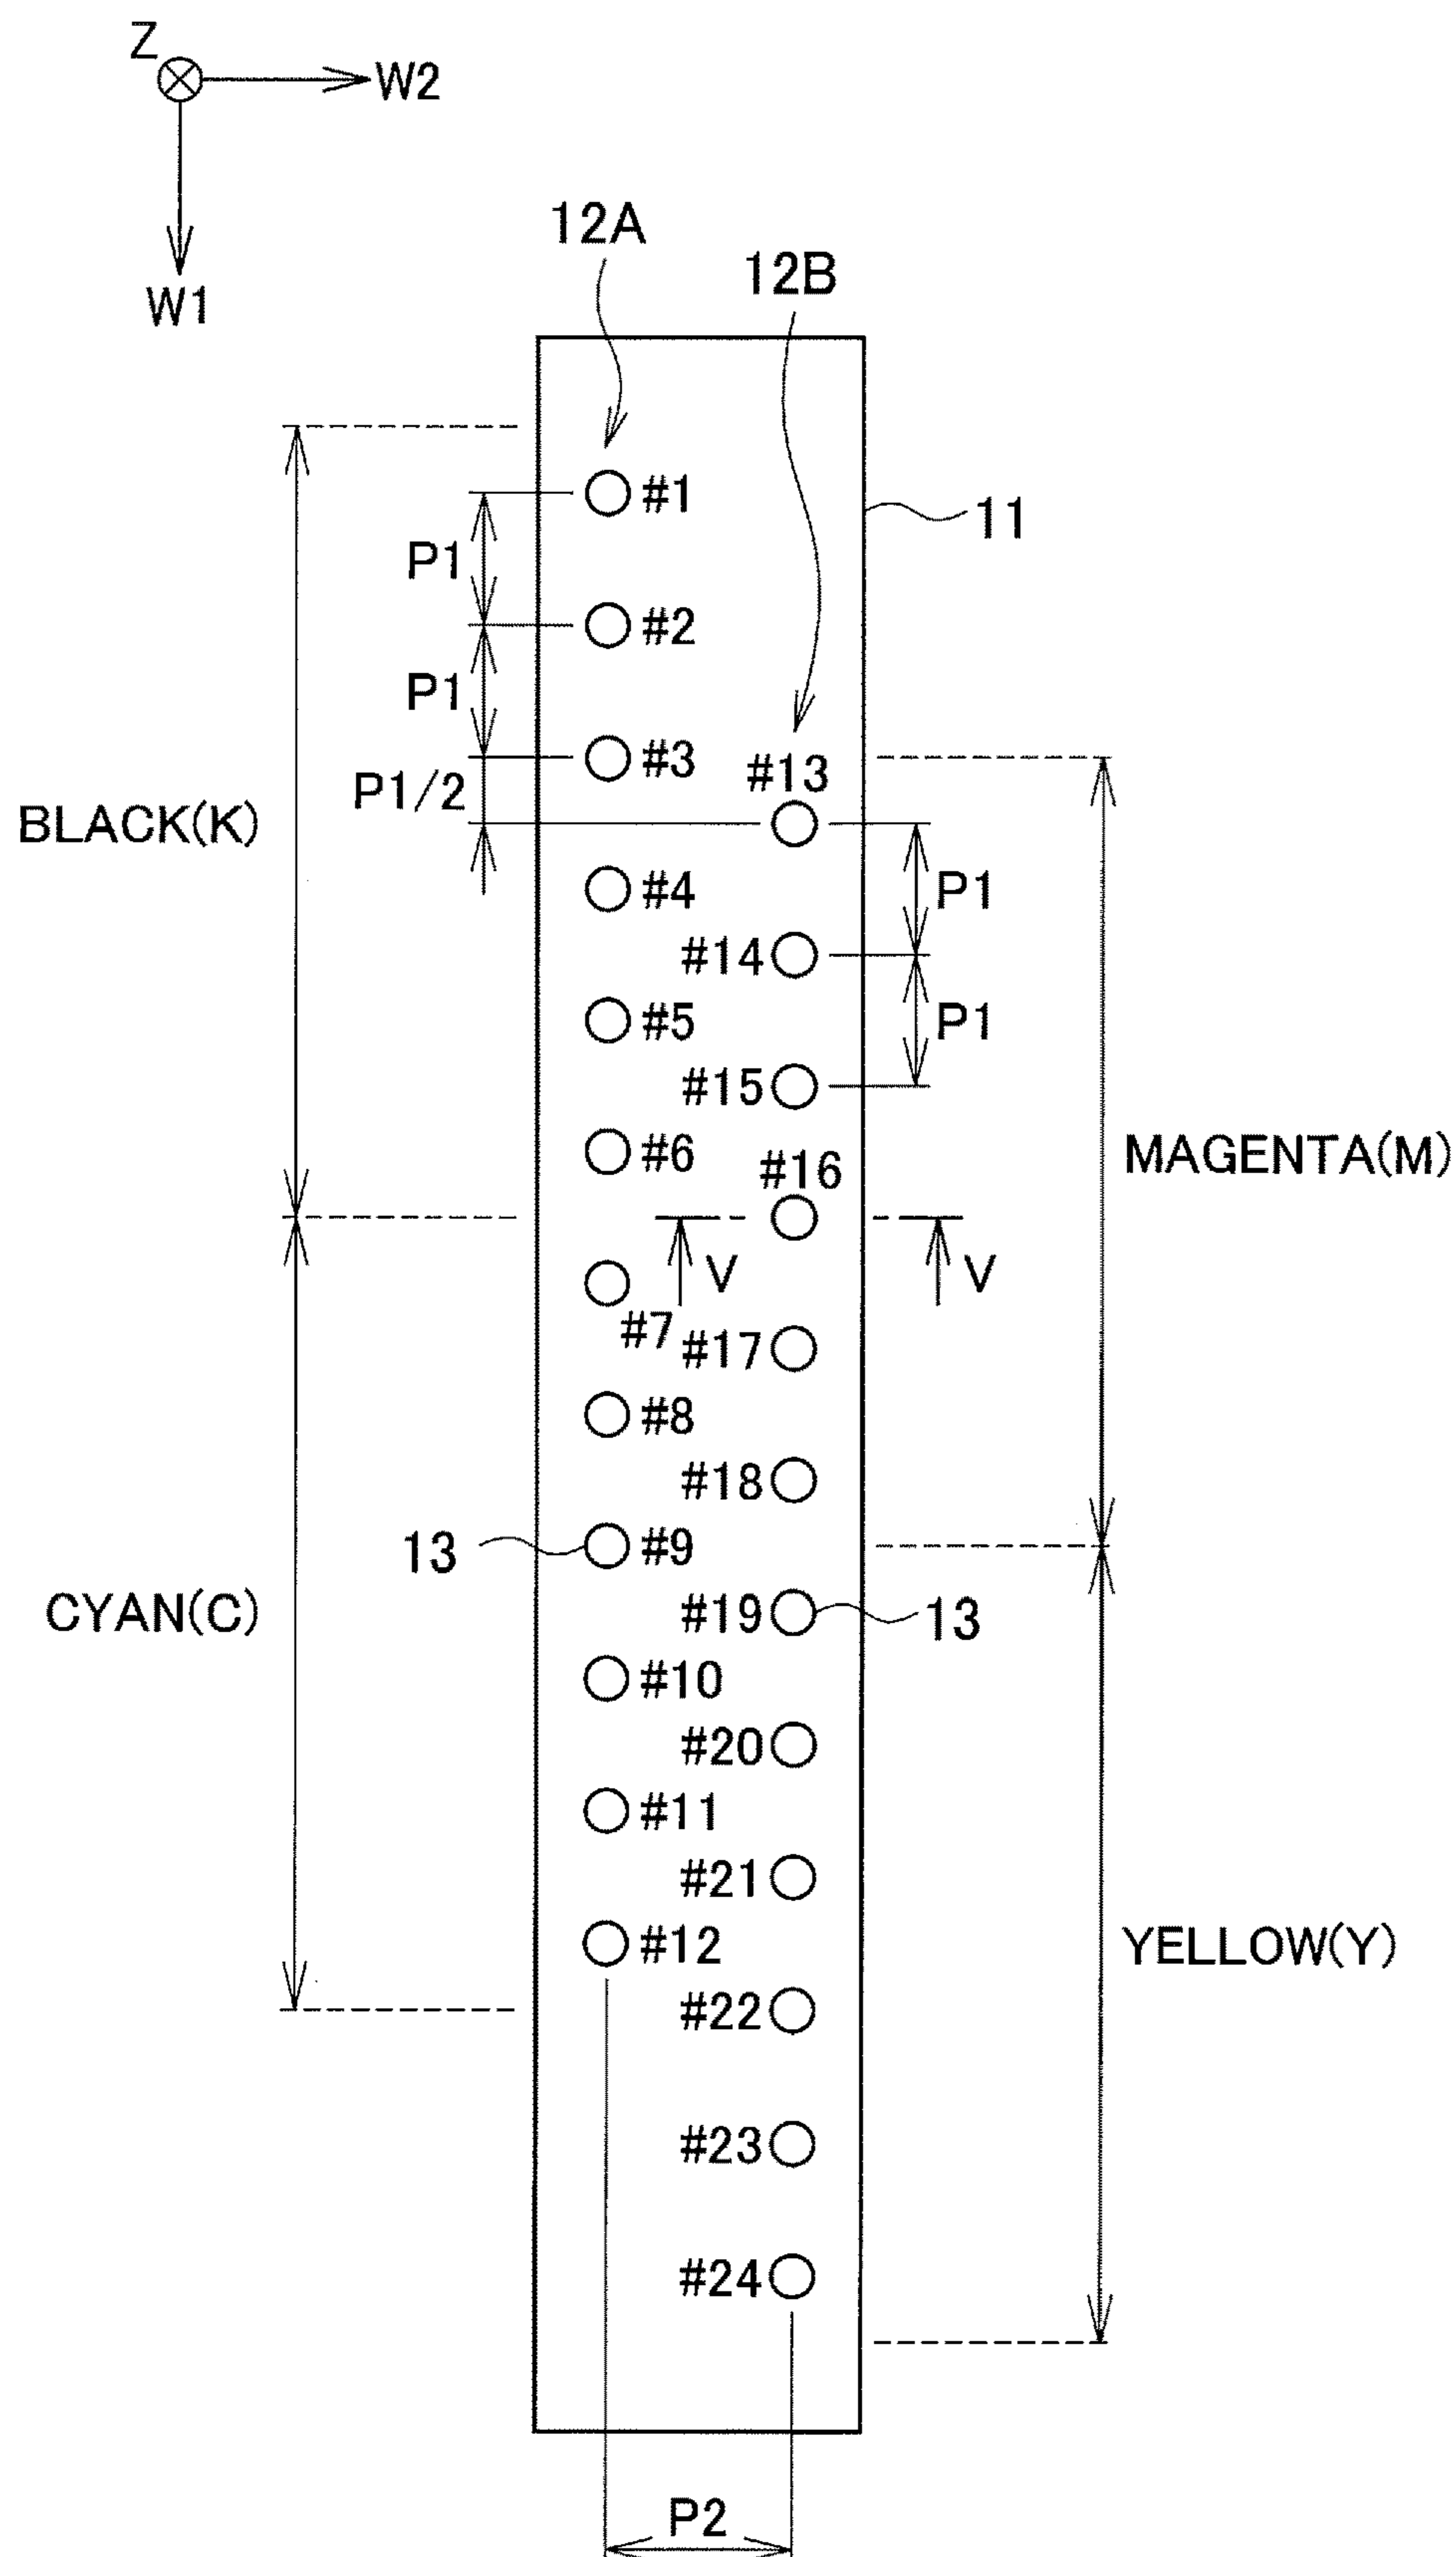 Z
W2
W1
12A
12B
#1
11
P1
#2
P1
#3
#13
P1/2
BLACK(K)
#4
P1
#14
#5
P1
#15
#6
MAGENTA(M)
#16
V
V
#7
#17
#8
#18
13
#9
CYAN(C)
#19
13
#10
#20
#11
#21
#12
YELLOW(Y)
#22
#23
#24
P2